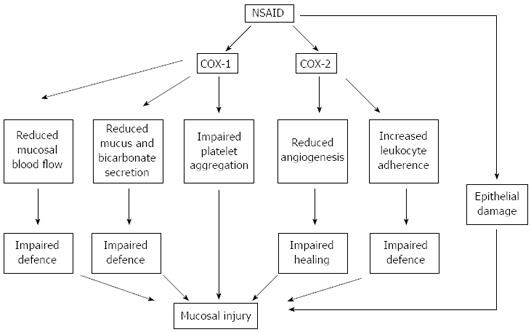 NSAID
COX-1
COX-2
Reduced
mucosal
blood flow
Reduced
mucus and
bicarbonate
secretion
Impaired
platelet
aggregation
Reduced
angiogenesis
Increased
leukocyte
adherence
Epithelial
damage
Impaired
defence
Impaired
defence
Impaired
healing
Impaired
defence
Mucosal injury